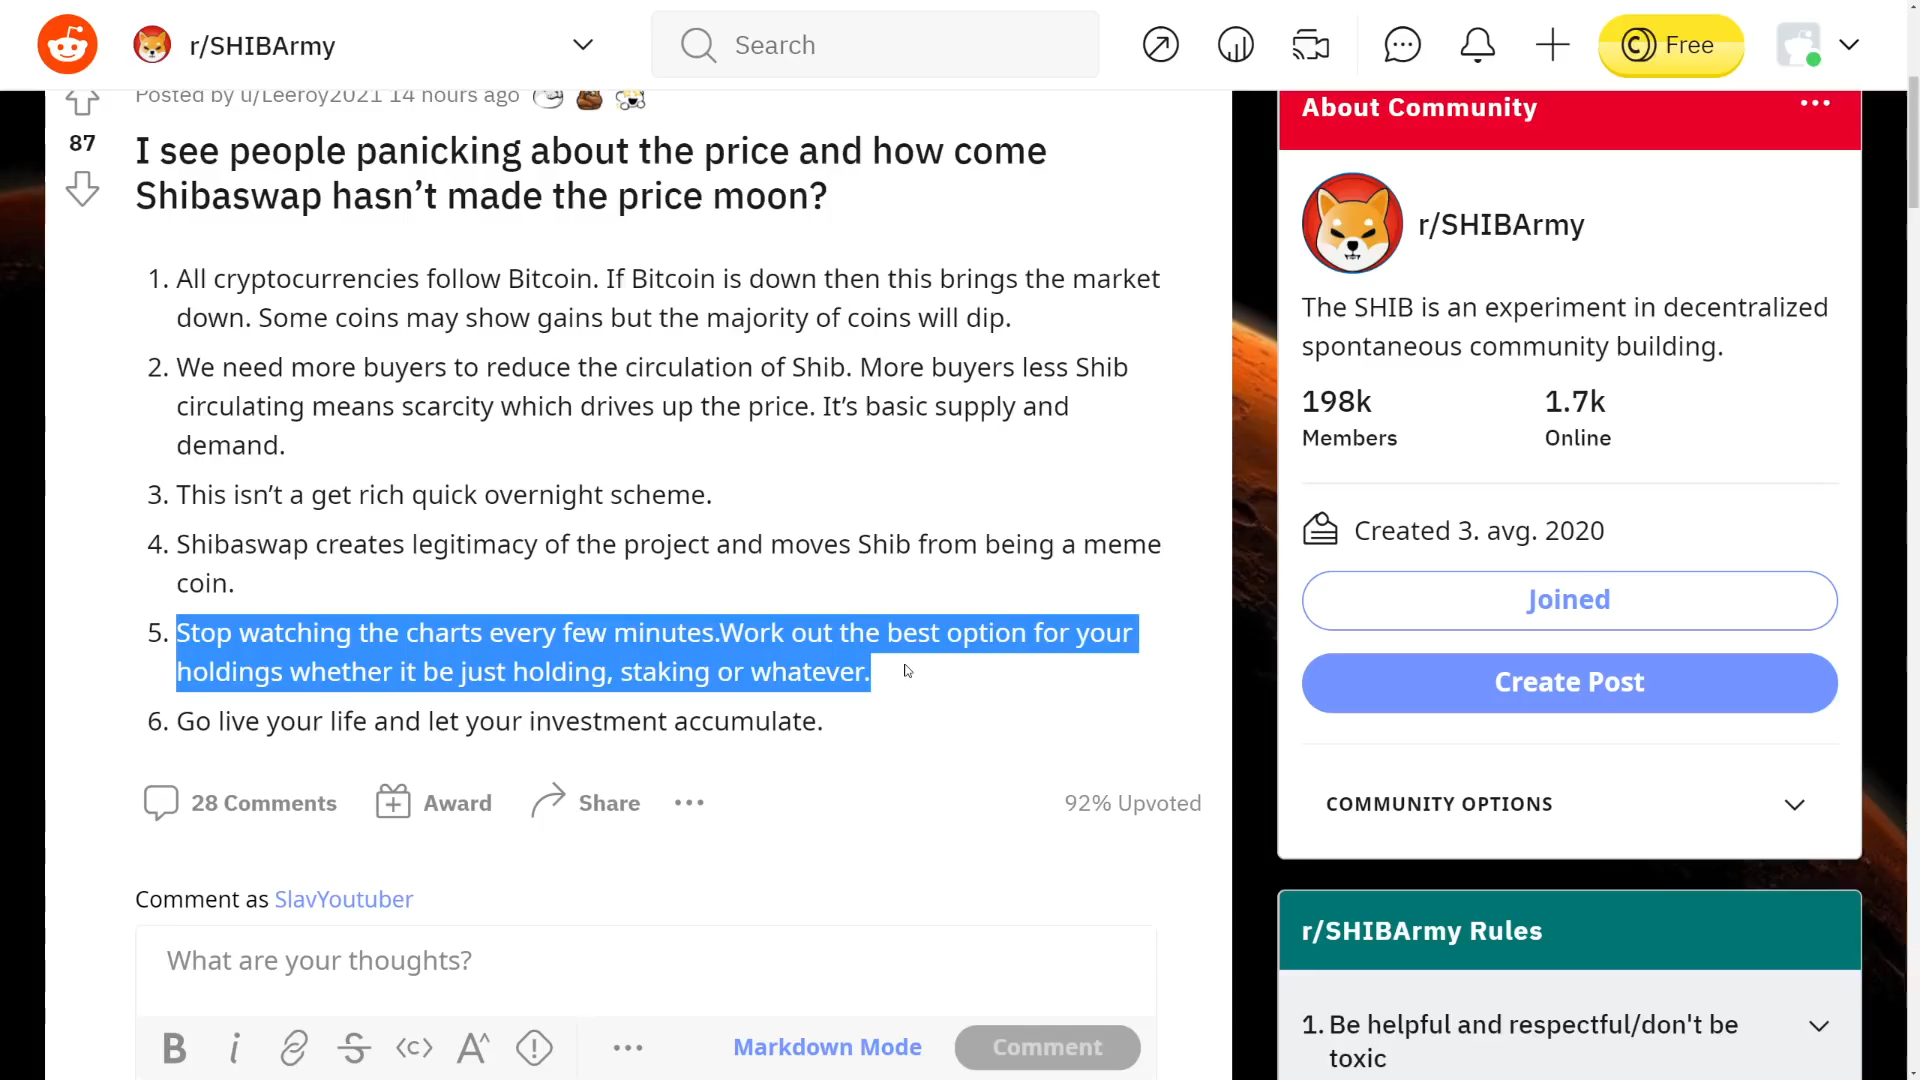 r/SHIBArmy
Search
Free
Posted by u/Leeroy2021 14 hours ago
87
I see people panicking about the price and how come
Shibaswap hasn’t made the price moon?
1. All cryptocurrencies follow Bitcoin. If Bitcoin is down then this brings the market
down. Some coins may show gains but the majority of coins will dip.
2. We need more buyers to reduce the circulation of Shib. More buyers less Shib
circulating means scarcity which drives up the price. It’s basic supply and
demand.
3. This isn’t a get rich quick overnight scheme.
4. Shibaswap creates legitimacy of the project and moves Shib from being a meme
coin.
5. Stop watching the charts every few minutes.Work out the best option for your
holdings whether it be just holding, staking or whatever.
6. Go live your life and let your investment accumulate.
28 Comments
Award
Share
92% Upvoted
Comment as SlavYoutuber
What are your thoughts?
Markdown Mode
Comment
About Community
r/SHIBArmy
The SHIB is an experiment in decentralized
spontaneous community building.
198k 1.7k
Members Online
Created 3. avg. 2020
Joined
Create Post
COMMUNITY OPTIONS
r/SHIBArmy Rules
1. Be helpful and respectful/don't be
toxic